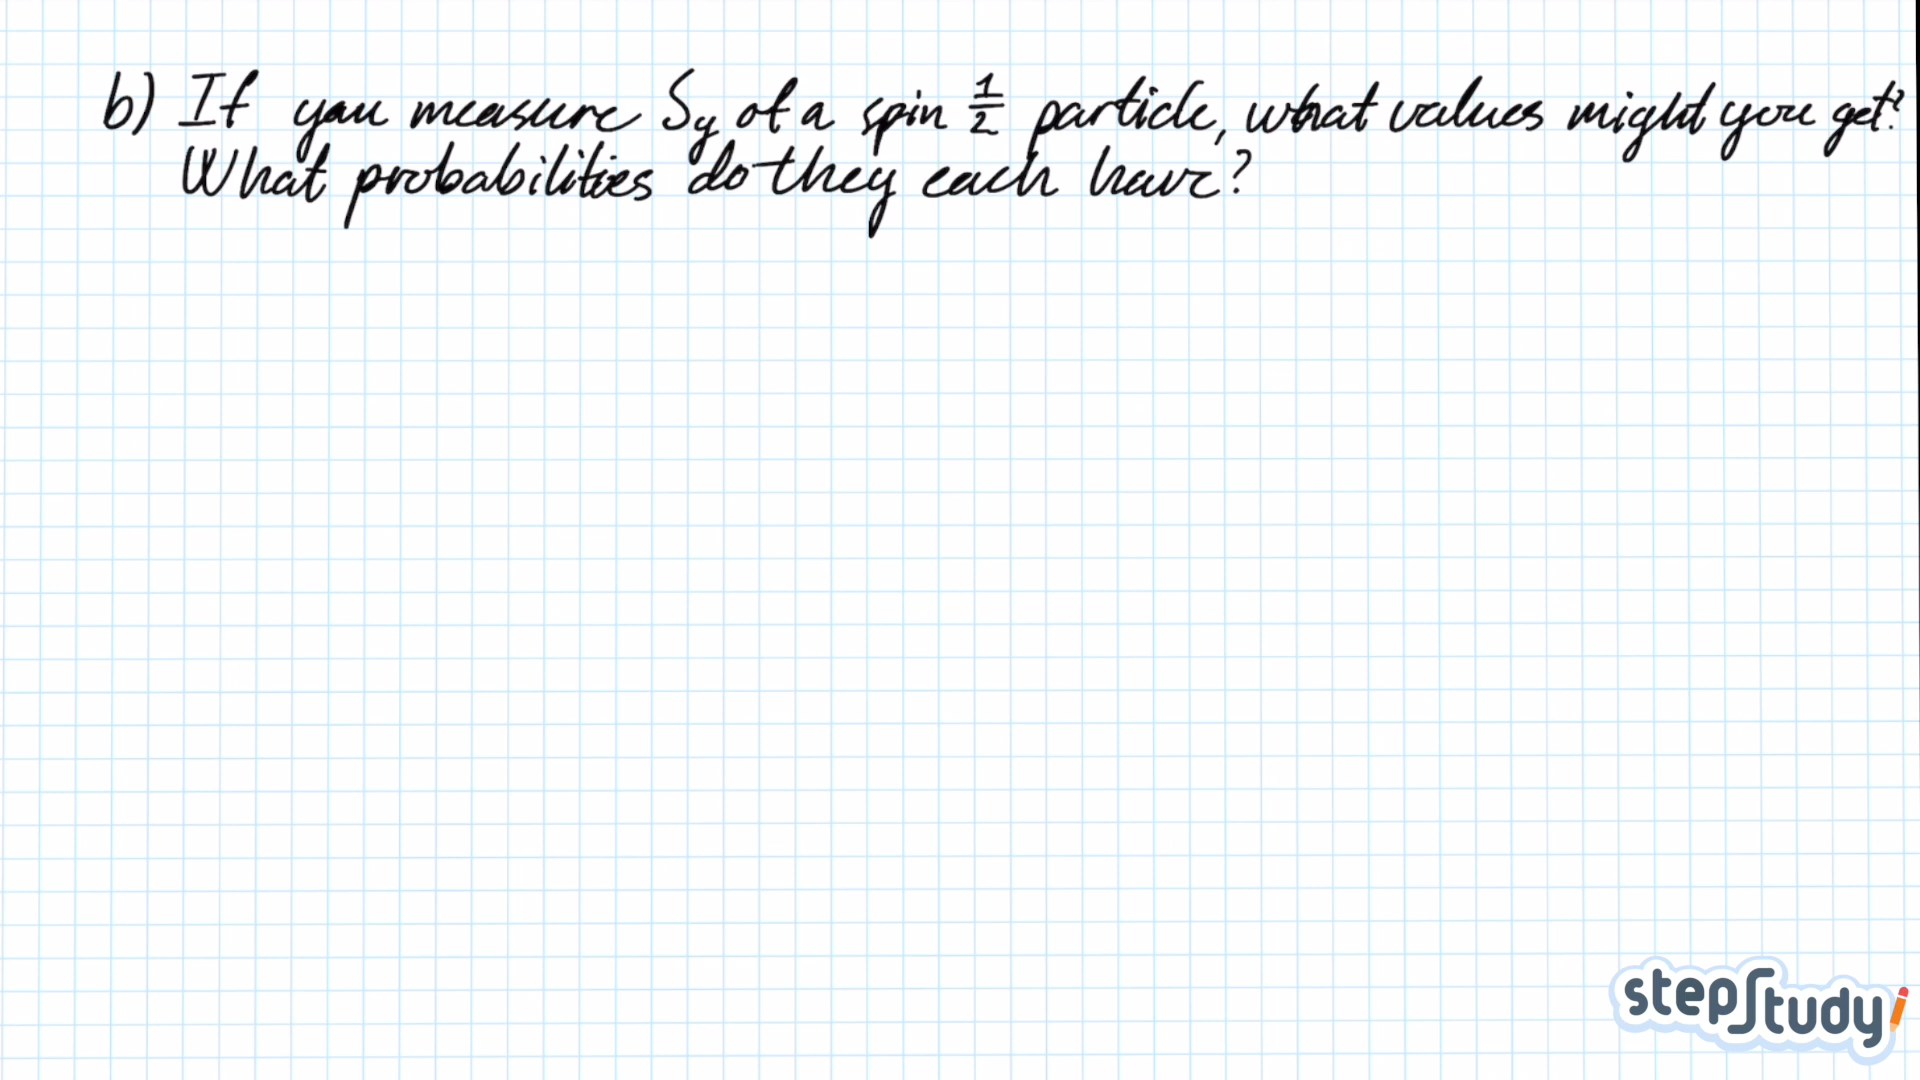 b) If you measure Sy of a spin 1/2 particle, what values might you get?
What probabilities do they each have?
stepStudy